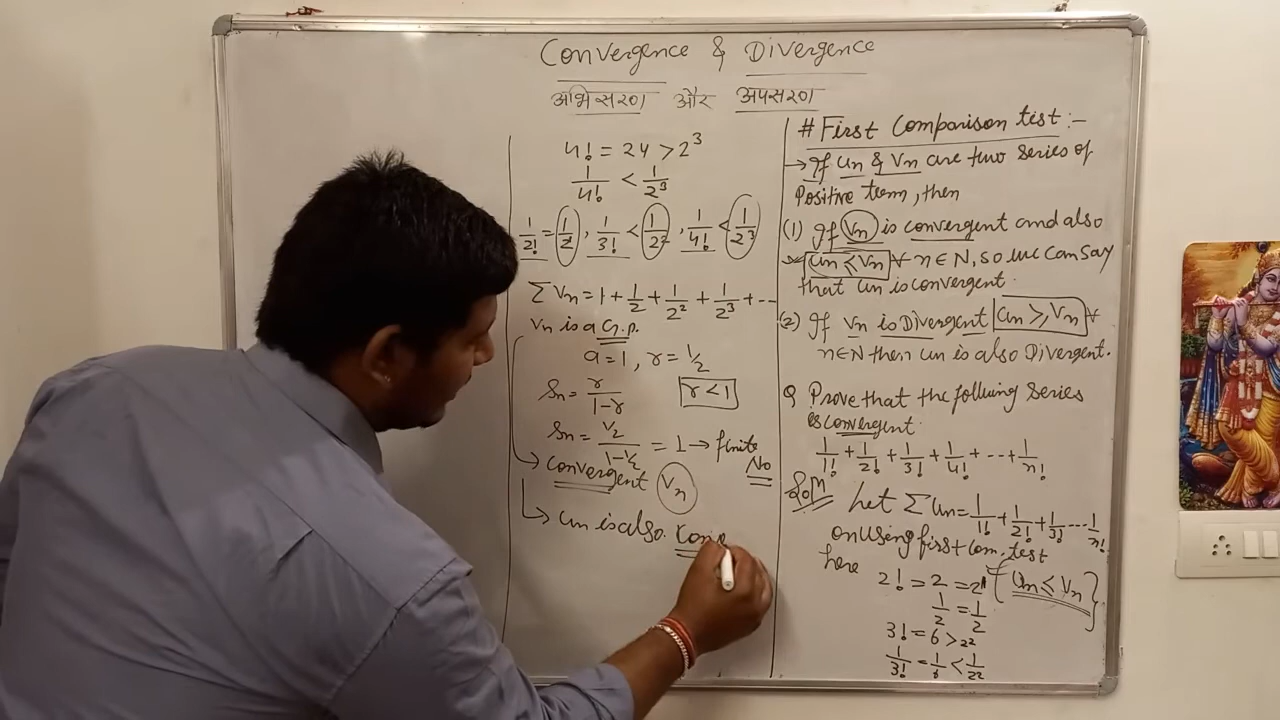 Convergence & Divergence
अभिसरण और अपसरण
# First Comparison test :-
→ If un & Vn are two series of
Positive term, then
(1) If Vn is convergent and also
un ≤ Vn ∀ n ∈ N, so we can say
that un is convergent.
(2) If Vn is Divergent un ≥ Vn ∀
n ∈ N then un is also Divergent.
Q Prove that the following series
is convergent.
1/1! + 1/2! + 1/3! + 1/4! + --+ 1/n!
Soln Let ∑un = 1/1! + 1/2! + 1/3! ---- 1/n!
on using first com. test
here { un ≤ Vn }
2! = 2 = 2¹
1/2 = 1/2
3! = 6 > 2²
1/3! = 1/6 < 1/2²
4! = 24 > 2³
1/4! < 1/2³
1/2! = 1/2, 1/3! < 1/2², 1/4! < 1/2³
∑Vn = 1 + 1/2 + 1/2² + 1/2³ + ---
Vn is a G.P.
a = 1, r = 1/2
Sn = r/1-r r < 1
Sn = 1/2/1-1/2 = 1 → finite
No
→ Convergent Vn
→ un is also. Conv